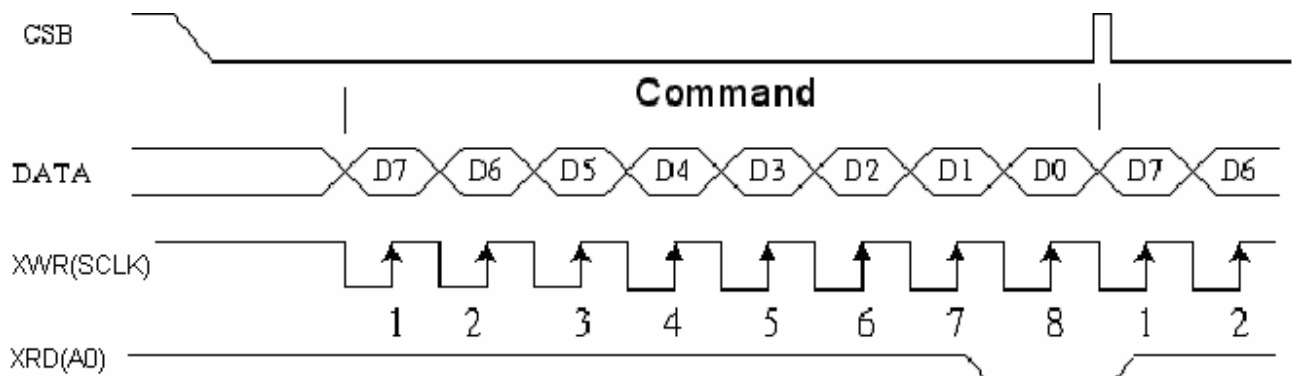 CSB
Command
DATA D7 D6 D5 D4 D3 D2 D1 D0 D7 D6
XWR(SCLK)
1 2 3 4 5 6 7 8 1 2
XRD(A0)